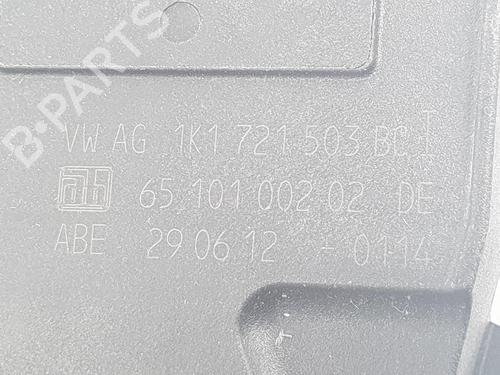 B-PARTS
VW AG 1K1 721 503 BC I
65 101 002 02 DE
ABE 29 06 12 - 0114